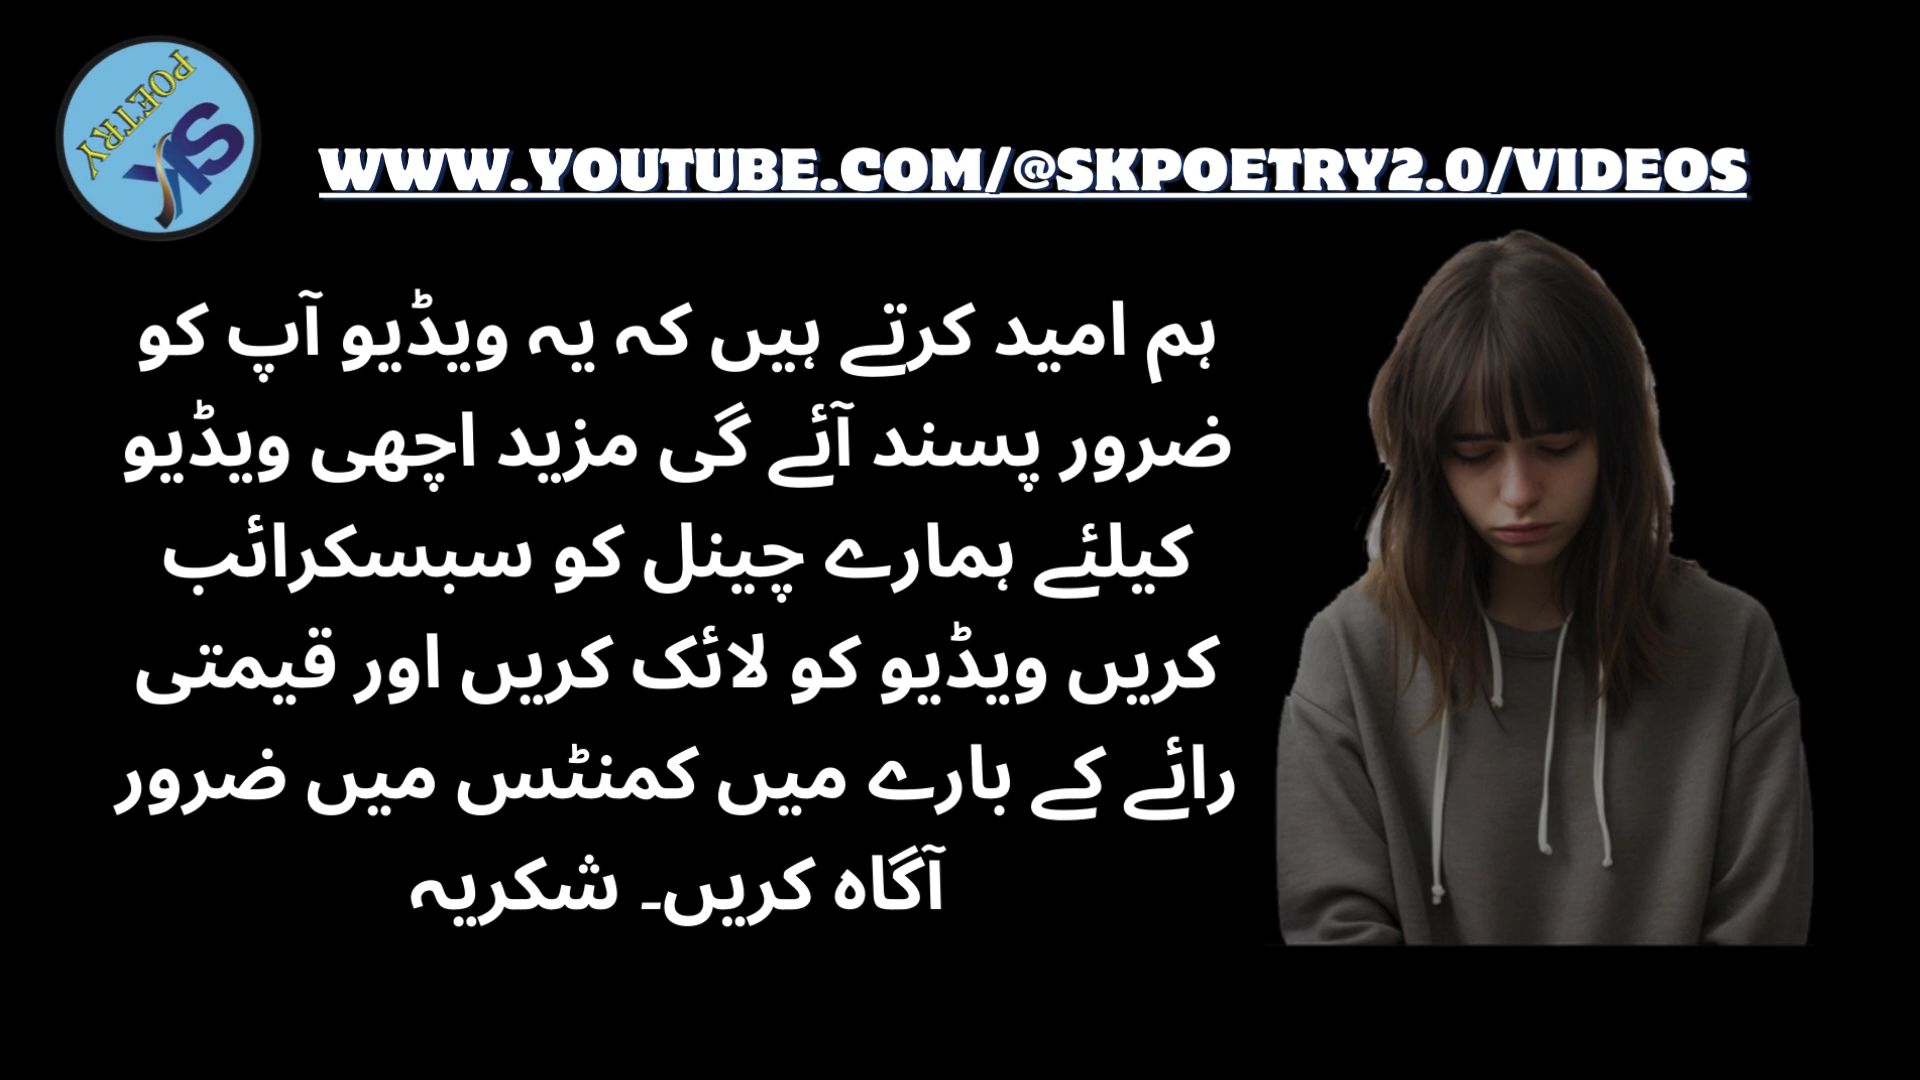 POETRY
SK
WWW.YOUTUBE.COM/@SKPOETRY2.0/VIDEOS
ہم امید کرتے ہیں کہ یہ ویڈیو آپ کو
ضرور پسند آئے گی مزید اچھی ویڈیو
کیلئے ہمارے چینل کو سبسکرائب
کریں ویڈیو کو لائک کریں اور قیمتی
رائے کے بارے میں کمنٹس میں ضرور
آگاہ کریں۔ شکریہ